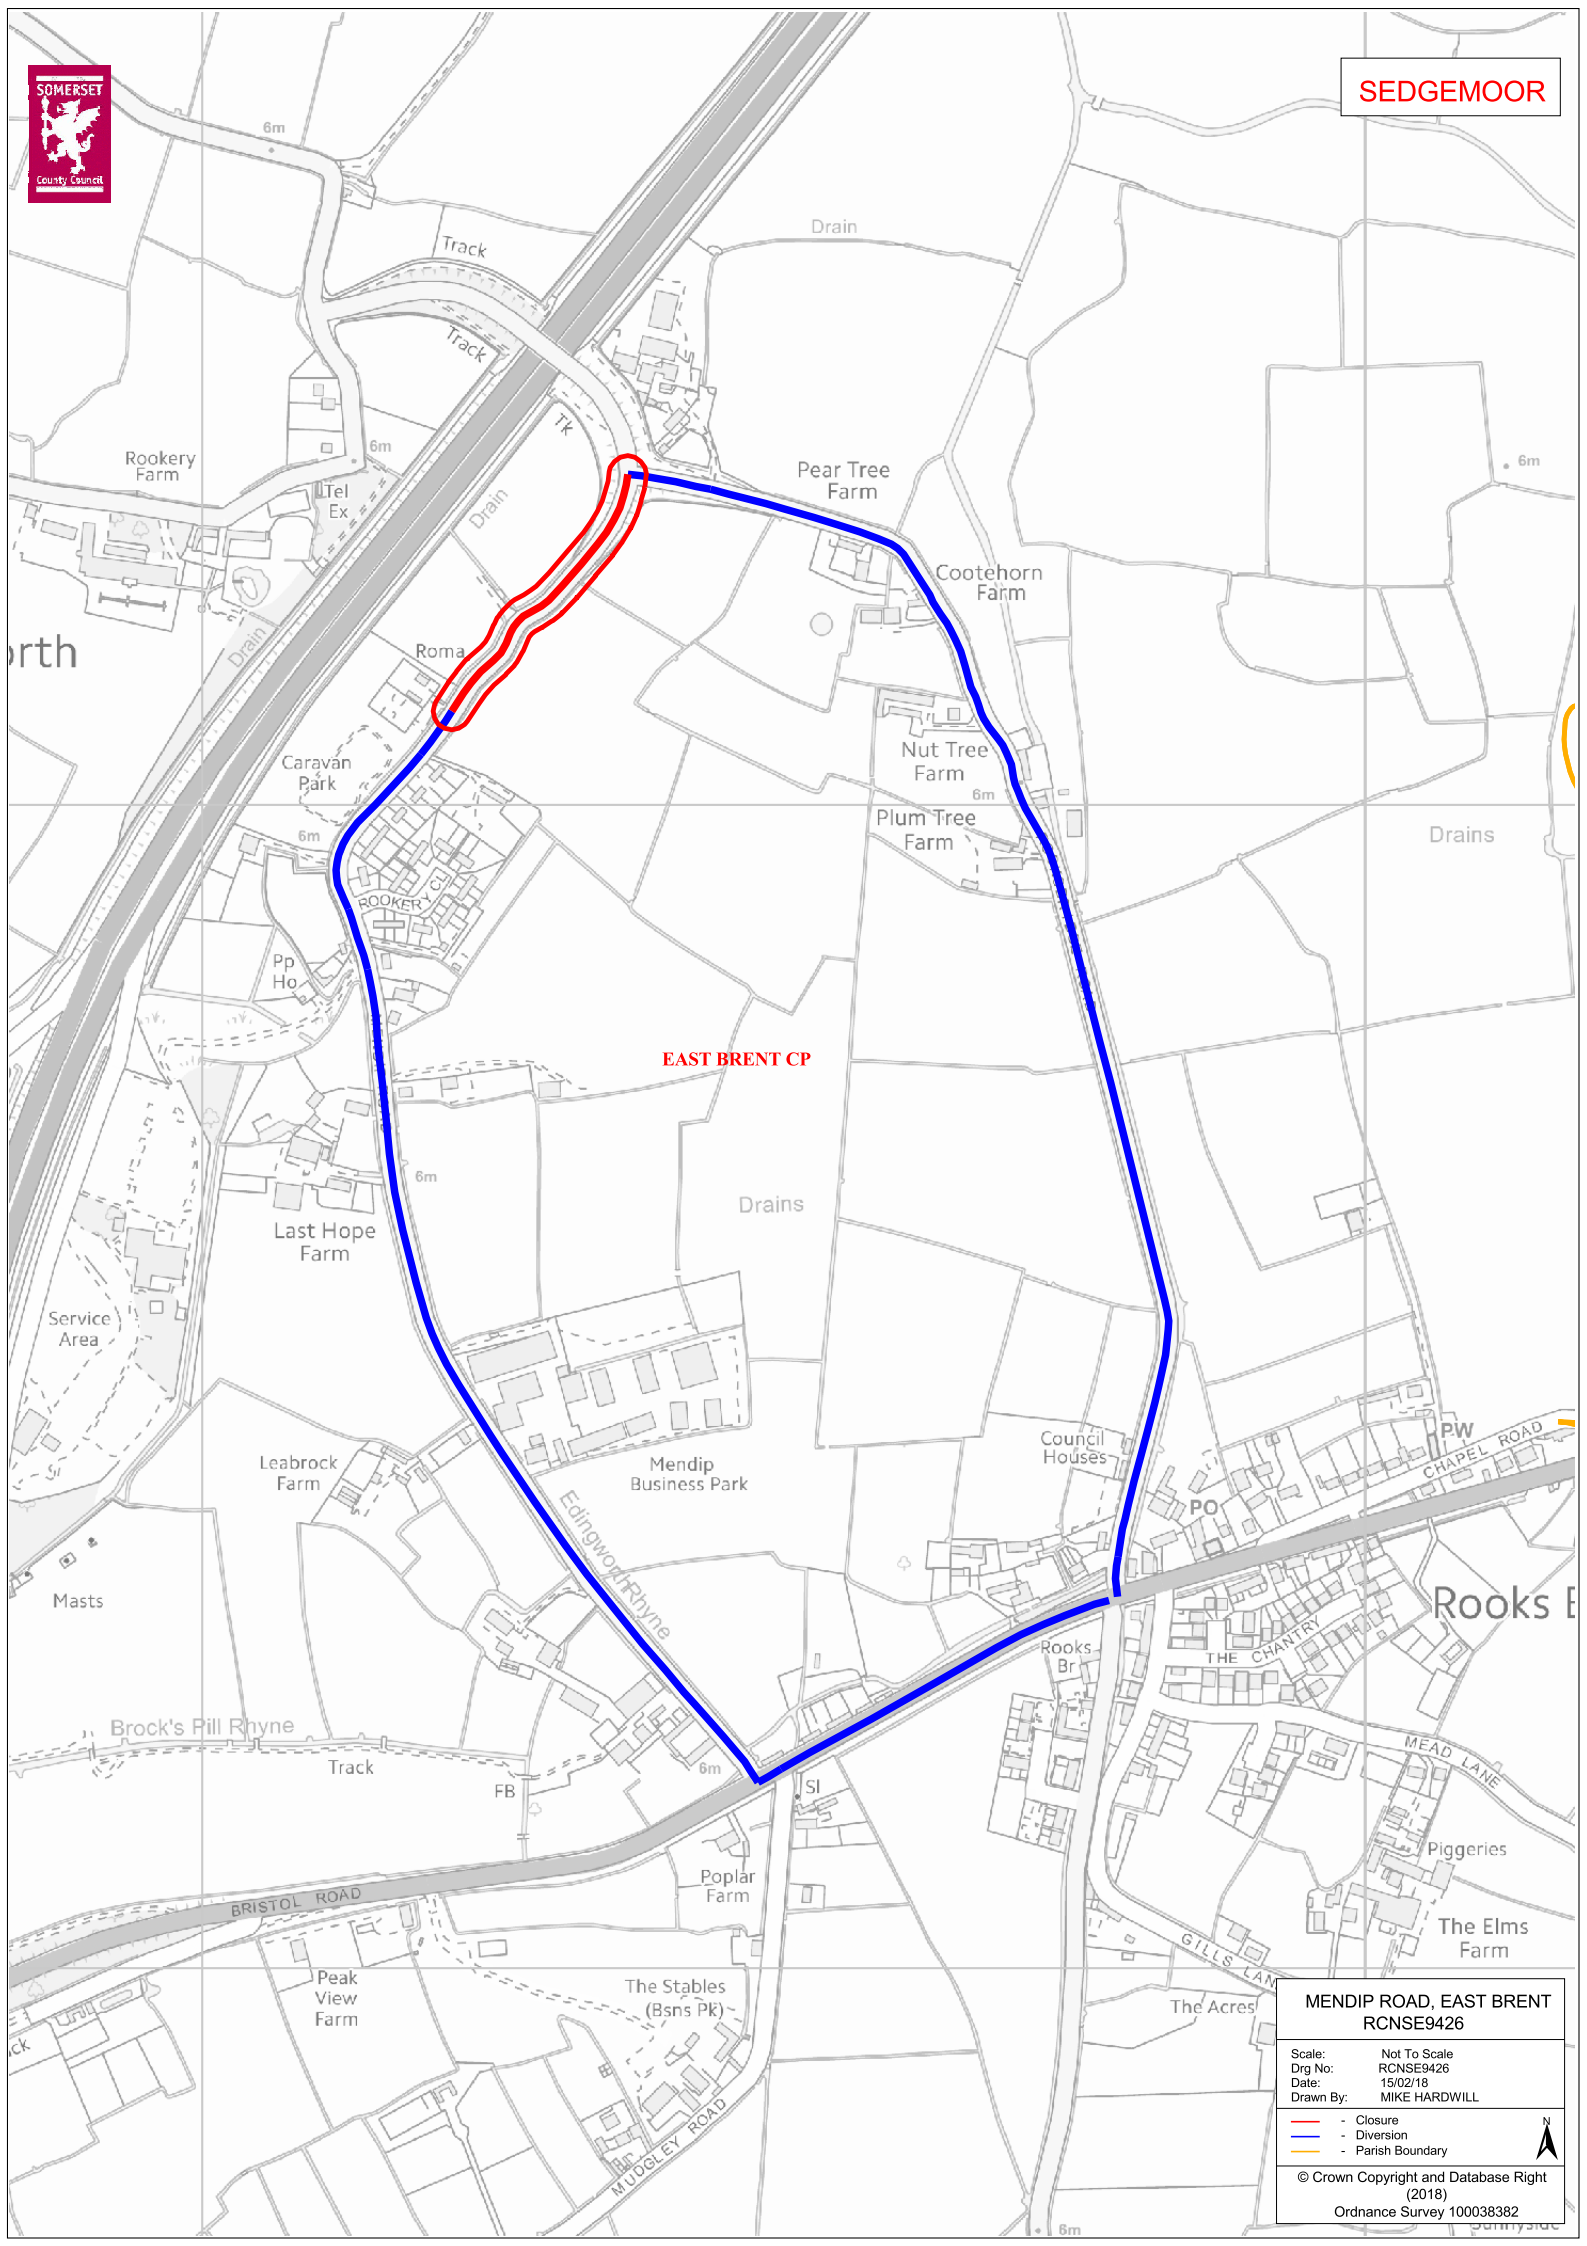 SOMERSET
County Council
SEDGEMOOR
6m
Track
Drain
Track
Tk
6m
Rookery
Farm
Tel
Ex
Drain
Pear Tree
Farm
6m
Cootehorn
Farm
orth
Drain
Roma
Caravan
Park
Nut Tree
Farm
6m
Plum Tree
Farm
6m
Drains
ROOKERY CL
Pp
Ho
EAST BRENT CP
6m
Drains
Last Hope
Farm
Service
Area
Leabrock
Farm
Mendip
Business Park
Council
Houses
PW
CHAPEL ROAD
PO
Edingworth Rhyne
Masts
Rooks B
Rooks
Br
THE CHANTRY
Brock's Pill Rhyne
Track
6m
FB
Sl
MEAD LANE
Poplar
Farm
Piggeries
BRISTOL ROAD
The Elms
Farm
GILLS LAN
Peak
View
Farm
The Stables
(Bsns Pk)
The Acres
ck
MUDGLEY ROAD
6m
MENDIP ROAD, EAST BRENT
RCNSE9426
Scale: Not To Scale
Drg No: RCNSE9426
Date: 15/02/18
Drawn By: MIKE HARDWILL
- Closure
- Diversion
- Parish Boundary
N
© Crown Copyright and Database Right
(2018)
Ordnance Survey 100038382
Sunnyside